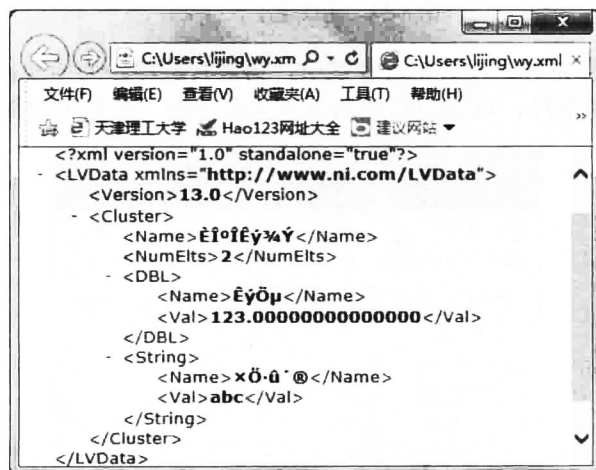 C:\Users\lijing\wy.xm
C:\Users\lijing\wy.xml
文件(F) 编辑(E) 查看(V) 收藏夹(A) 工具(T) 帮助(H)
天津理工大学 Hao123网址大全 建议网站
<?xml version="1.0" standalone="true"?>
- <LVData xmlns="http://www.ni.com/LVData">
<Version>13.0</Version>
- <Cluster>
<Name>ÈÎºÎÊý¾Ý</Name>
<NumElts>2</NumElts>
- <DBL>
<Name>ÊýÖµ</Name>
<Val>123.00000000000000</Val>
</DBL>
- <String>
<Name>×Ö·û´®</Name>
<Val>abc</Val>
</String>
</Cluster>
</LVData>